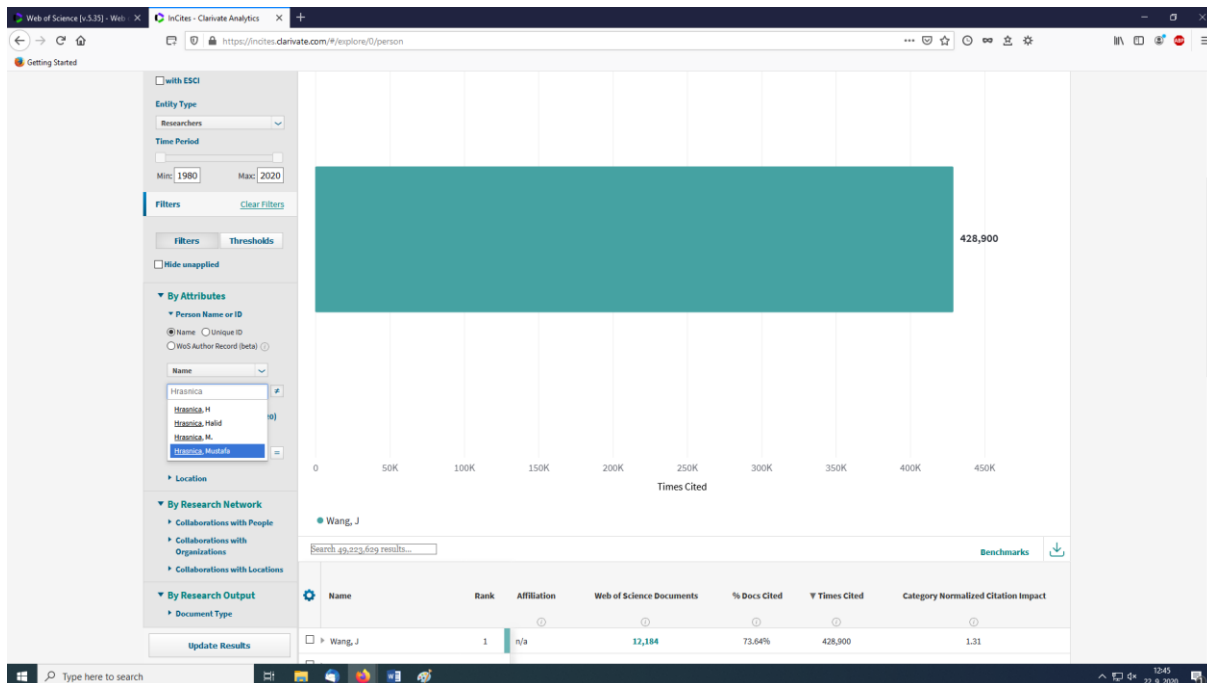 Web of Science [v.5.35] - Web
InCites - Clarivate Analytics
https://incites.clarivate.com/#/explore/0/person
Getting Started
with ESCI
Entity Type
Researchers
Time Period
Min: 1980 Max: 2020
Filters Clear Filters
Filters Thresholds
Hide unapplied
By Attributes
Person Name or ID
Name Unique ID
WoS Author Record (beta)
Name
Hrasnica
Hrasnica, H
Hrasnica, Halid
Hrasnica, M.
Hrasnica, Mustafa
Location
By Research Network
Collaborations with People
Collaborations with
Organizations
Collaborations with Locations
By Research Output
Document Type
Update Results
428,900
0 50K 100K 150K 200K 250K 300K 350K 400K 450K
Times Cited
Wang, J
Search 49,223,629 results...
Benchmarks
Name Rank Affiliation Web of Science Documents % Docs Cited Times Cited Category Normalized Citation Impact
Wang, J 1 n/a 12,184 73.64% 428,900 1.31
Type here to search
12:45
22. 9. 2020